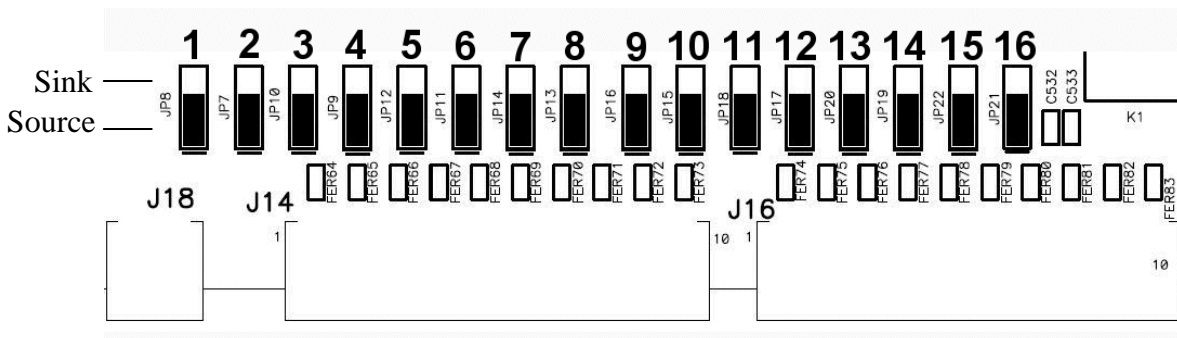 1 2 3 4 5 6 7 8 9 10 11 12 13 14 15 16
Sink
Source
JP8 JP7 JP10 JP9 JP12 JP11 JP14 JP13 JP16 JP15 JP18 JP17 JP20 JP19 JP22 JP21 C532 C533
K1
FER64 FER65 FER66 FER67 FER68 FER69 FER70 FER71 FER72 FER73 FER74 FER75 FER76 FER77 FER78 FER79 FER80 FER81 FER82 FER83
J18 J14 J16
1 10 1 10